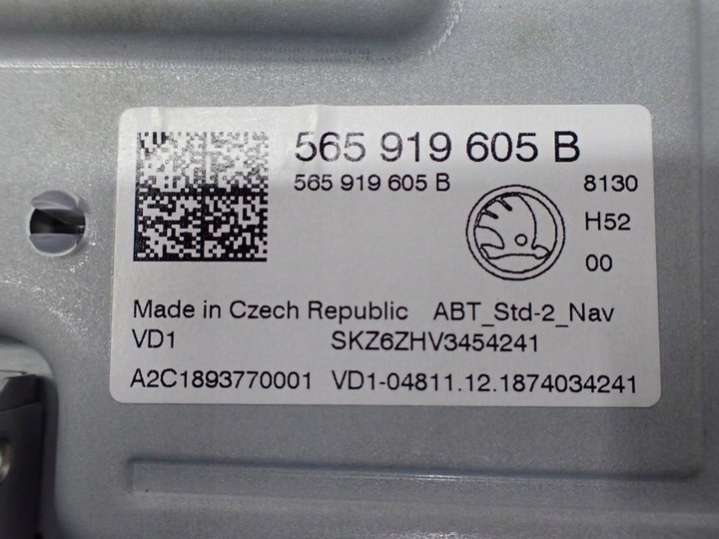 565 919 605 B
565 919 605 B
8130
H52
00
Made in Czech Republic ABT_Std-2_Nav
VD1 SKZ6ZHV3454241
A2C1893770001 VD1-04811.12.1874034241